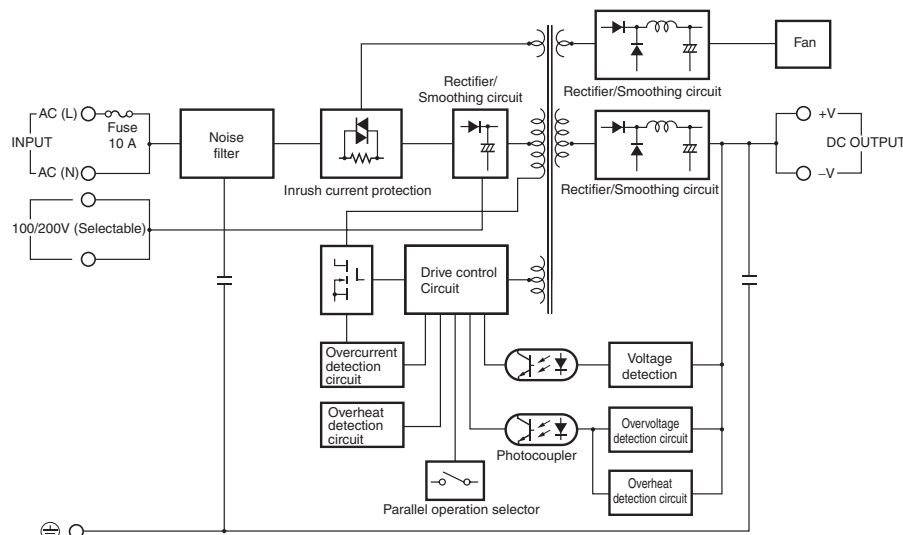 Fan
Rectifier/
Smoothing circuit
Rectifier/Smoothing circuit
AC (L)
Fuse
10 A
INPUT
AC (N)
Noise
filter
Inrush current protection
Rectifier/Smoothing circuit
+V
DC OUTPUT
–V
100/200V (Selectable)
Drive control
Circuit
Overcurrent
detection
circuit
Voltage
detection
Overheat
detection
circuit
Overvoltage
detection circuit
Photocoupler
Overheat
detection circuit
Parallel operation selector